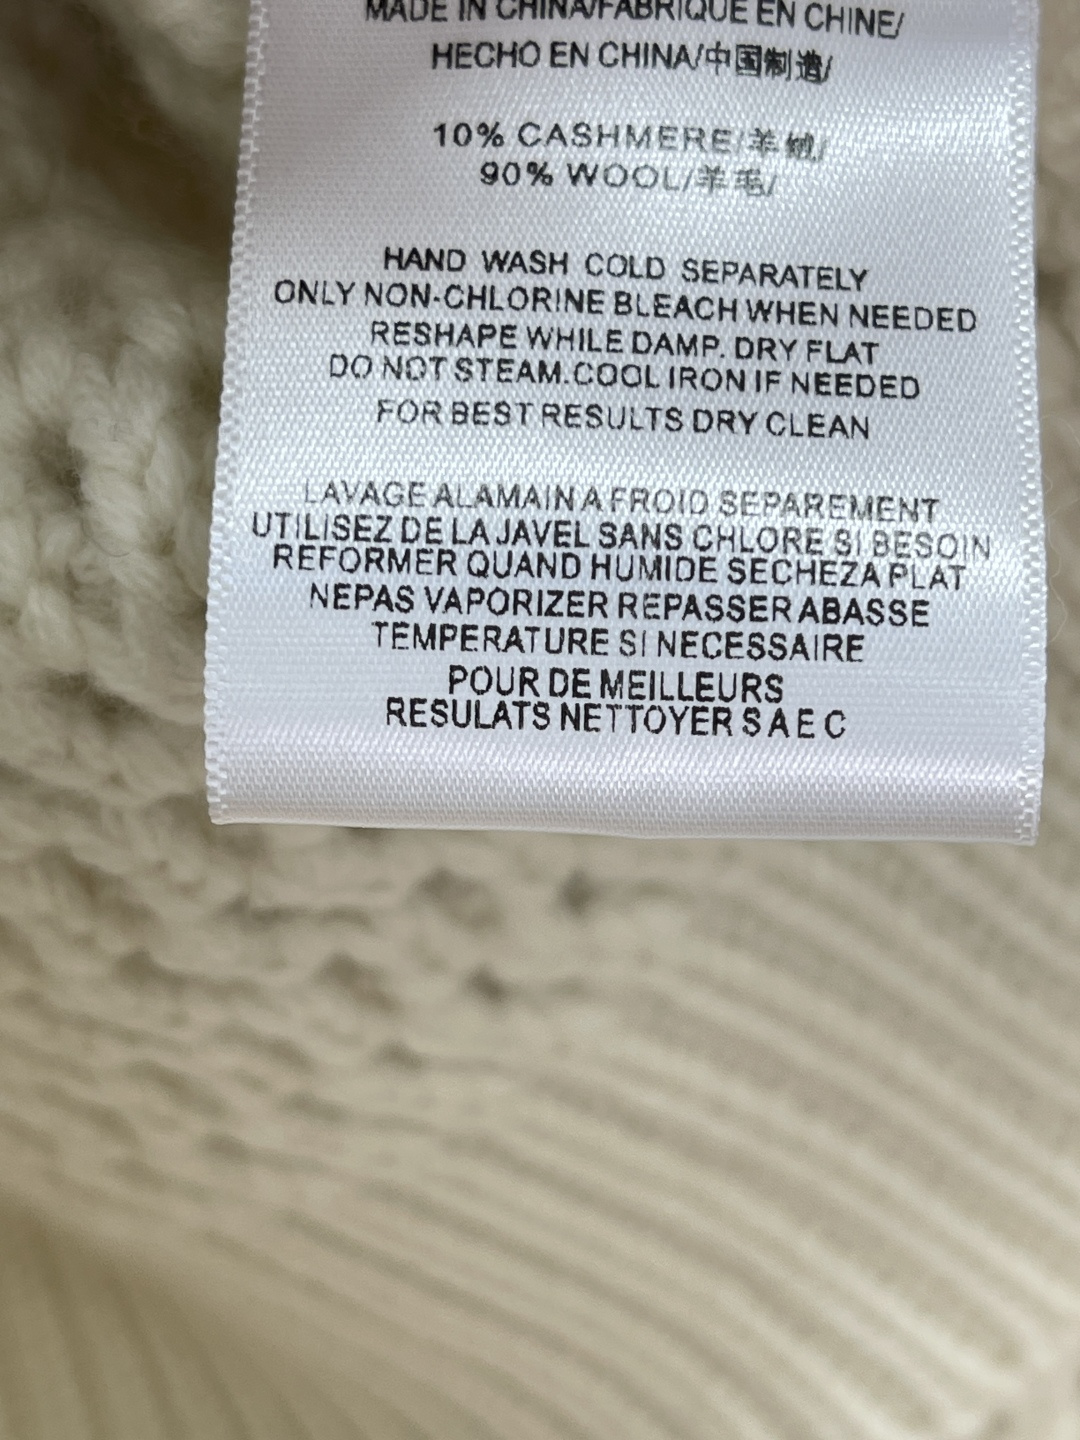 MADE IN CHINA/FABRIQUE EN CHINE/
HECHO EN CHINA/中国制造/
10% CASHMERE/羊绒/
90% WOOL/羊毛/
HAND WASH COLD SEPARATELY
ONLY NON-CHLORINE BLEACH WHEN NEEDED
RESHAPE WHILE DAMP. DRY FLAT
DO NOT STEAM.COOL IRON IF NEEDED
FOR BEST RESULTS DRY CLEAN
LAVAGE ALAMAIN A FROID SEPAREMENT
UTILISEZ DE LA JAVEL SANS CHLORE SI BESOIN
REFORMER QUAND HUMIDE SECHEZA PLAT
NEPAS VAPORIZER REPASSER ABASSE
TEMPERATURE SI NECESSAIRE
POUR DE MEILLEURS
RESULATS NETTOYER S A E C